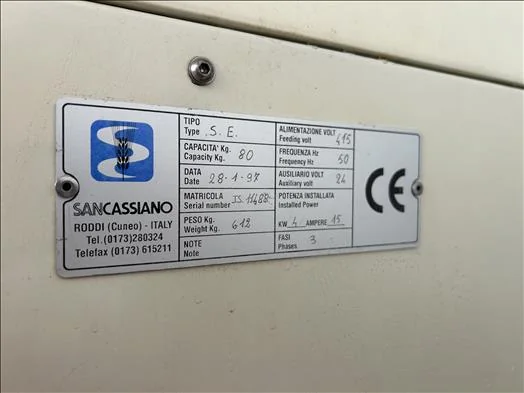 SANCASSIANO
RODDI (Cuneo) - ITALY
Tel.(0173)280324
Telefax (0173) 615211
TIPO
Type S.E.
CAPACITA' Kg.
Capacity Kg. 80
DATA
Date 28-1-97
MATRICOLA
Serial number
PESO Kg.
Weight Kg. 612
NOTE
Note
ALIMENTAZIONE VOLT
Feeding volt 415
FREQUENZA Hz
Frequency Hz 50
AUSILIARIO VOLT
Auxiliary volt 24
POTENZA INSTALLATA
Installed Power
KW 4 AMPERE 15
FASI
Phases 3
CE